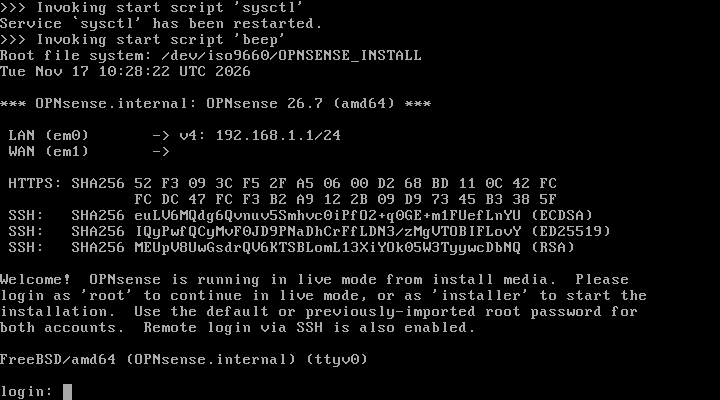 >>> Invoking start script 'sysctl'
Service `sysctl' has been restarted.
>>> Invoking start script 'beep'
Root file system: /dev/iso9660/OPNSENSE_INSTALL
Tue Nov 17 10:28:22 UTC 2026
*** OPNsense.internal: OPNsense 26.7 (amd64) ***
LAN (em0) -> v4: 192.168.1.1/24
WAN (em1) ->
HTTPS: SHA256 52 F3 09 3C F5 2F A5 06 00 D2 68 BD 11 0C 42 FC
FC DC 47 FC F3 B2 A9 12 2B 09 D9 73 45 B3 38 5F
SSH: SHA256 euLV6MQdg6Qvnuv5Smhvc0iPfO2+q0GE+m1FUefLnYU (ECDSA)
SSH: SHA256 IQyPwfQCyMvF0JD9PNaDhCrFfLDN3/zMgVTOBIFLovY (ED25519)
SSH: SHA256 MEUpV8UwGsdrQV6KTSBLomL13XiYOk05W3TyywcDbNQ (RSA)
Welcome!  OPNsense is running in live mode from install media.  Please
login as 'root' to continue in live mode, or as 'installer' to start the
installation.  Use the default or previously-imported root password for
both accounts.  Remote login via SSH is also enabled.
FreeBSD/amd64 (OPNsense.internal) (ttyv0)
login: